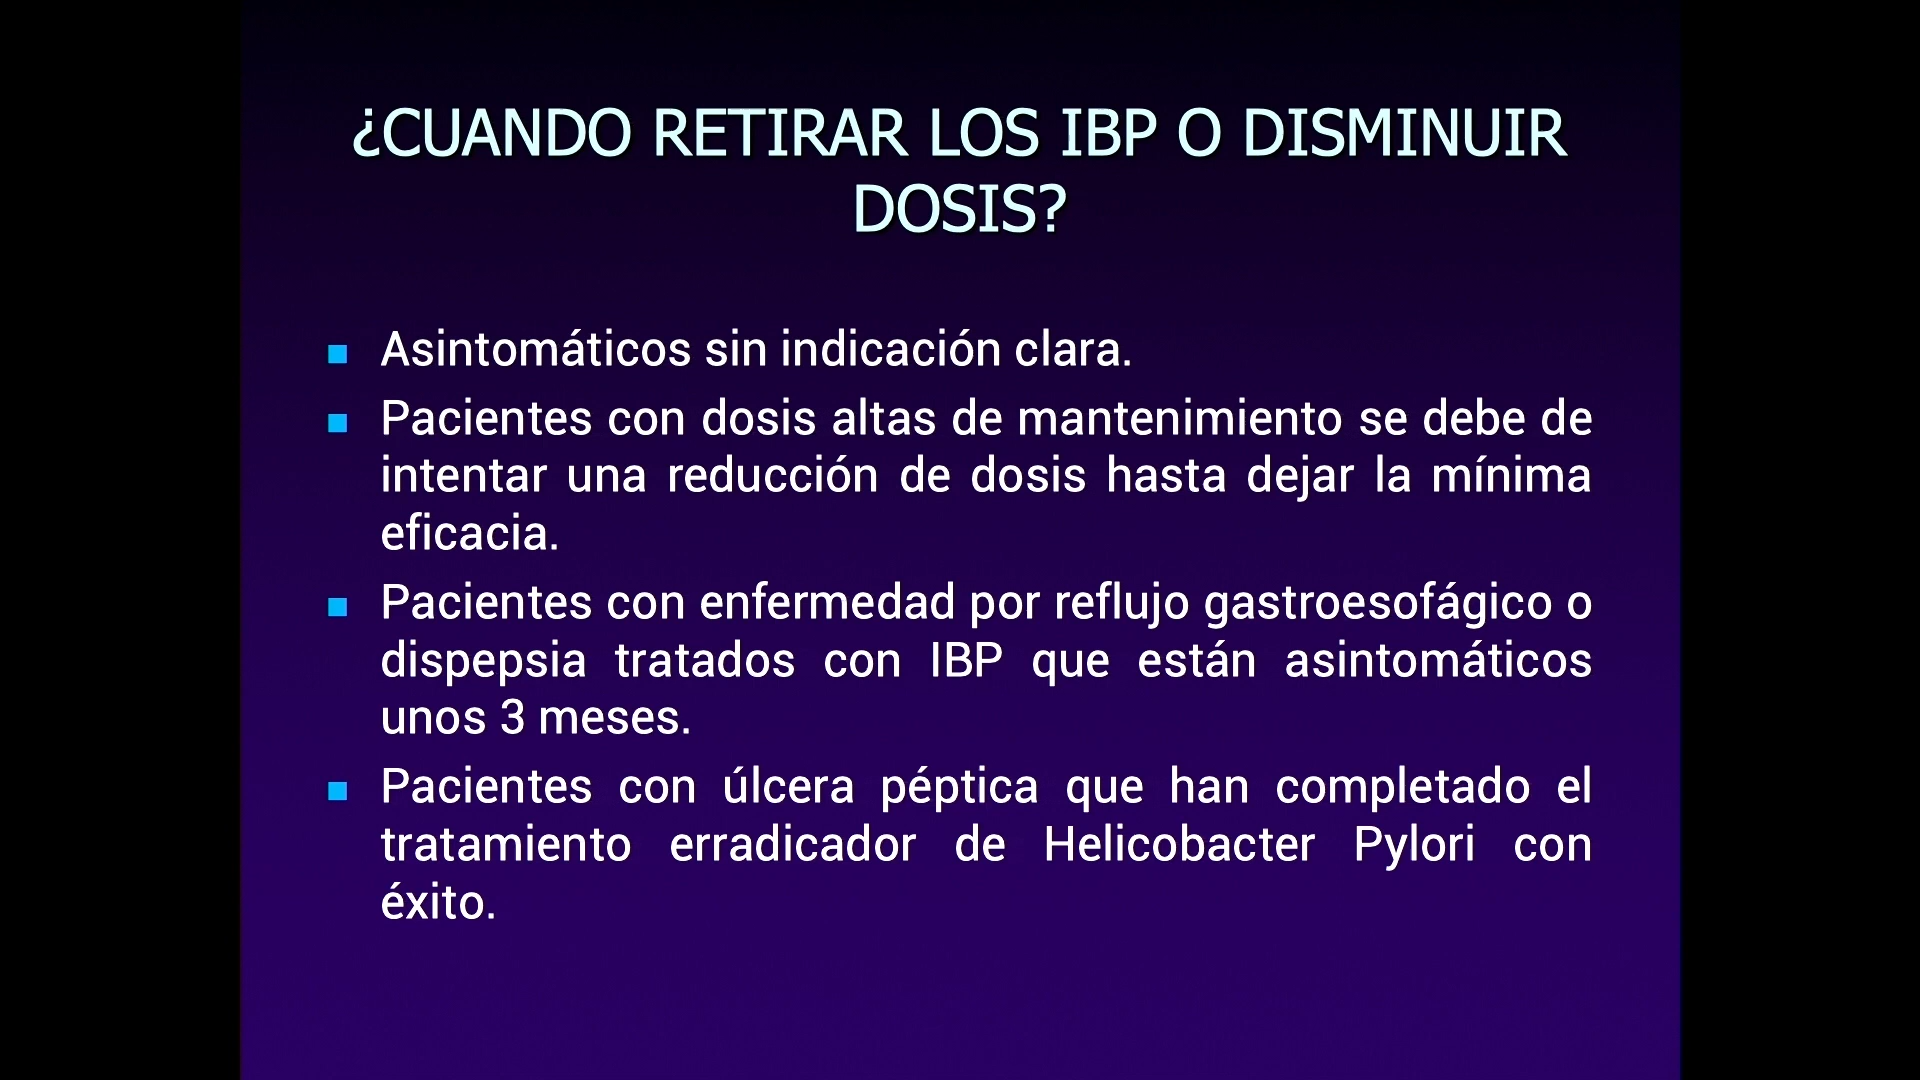 ¿CUANDO RETIRAR LOS IBP O DISMINUIR
DOSIS?
Asintomáticos sin indicación clara.
Pacientes con dosis altas de mantenimiento se debe de
intentar una reducción de dosis hasta dejar la mínima
eficacia.
Pacientes con enfermedad por reflujo gastroesofágico o
dispepsia tratados con IBP que están asintomáticos
unos 3 meses.
Pacientes con úlcera péptica que han completado el
tratamiento erradicador de Helicobacter Pylori con
éxito.